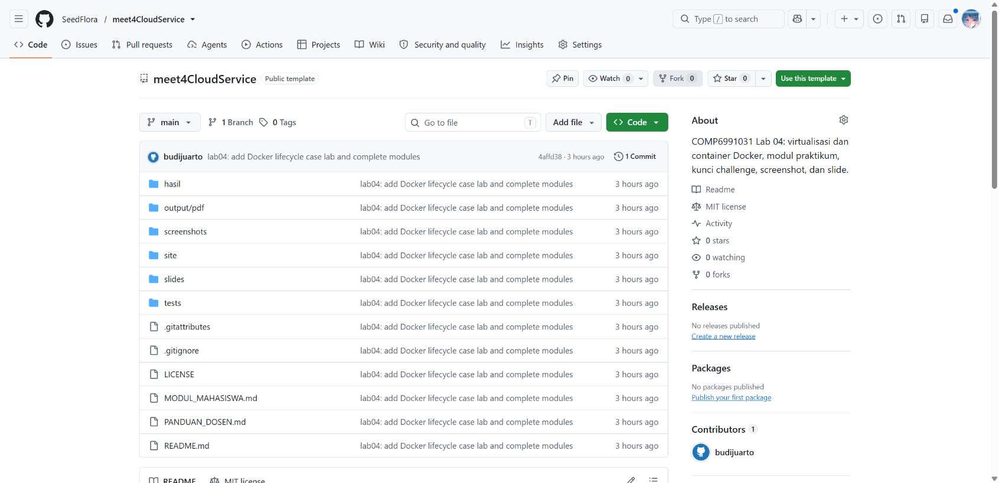 SeedFlora / meet4CloudService
Type / to search
Code Issues Pull requests Agents Actions Projects Wiki Security and quality Insights Settings
meet4CloudService Public template
Pin Watch 0 Fork 0 Star 0 Use this template
main 1 Branch 0 Tags Go to file T Add file Code
budijuarto lab04: add Docker lifecycle case lab and complete modules 4affd38 · 3 hours ago 1 Commit
hasil lab04: add Docker lifecycle case lab and complete modules 3 hours ago
output/pdf lab04: add Docker lifecycle case lab and complete modules 3 hours ago
screenshots lab04: add Docker lifecycle case lab and complete modules 3 hours ago
site lab04: add Docker lifecycle case lab and complete modules 3 hours ago
slides lab04: add Docker lifecycle case lab and complete modules 3 hours ago
tests lab04: add Docker lifecycle case lab and complete modules 3 hours ago
.gitattributes lab04: add Docker lifecycle case lab and complete modules 3 hours ago
.gitignore lab04: add Docker lifecycle case lab and complete modules 3 hours ago
LICENSE lab04: add Docker lifecycle case lab and complete modules 3 hours ago
MODUL_MAHASISWA.md lab04: add Docker lifecycle case lab and complete modules 3 hours ago
PANDUAN_DOSEN.md lab04: add Docker lifecycle case lab and complete modules 3 hours ago
README.md lab04: add Docker lifecycle case lab and complete modules 3 hours ago
README MIT license
About
COMP6991031 Lab 04: virtualisasi dan
container Docker, modul praktikum,
kunci challenge, screenshot, dan slide.
Readme
MIT license
Activity
0 stars
0 watching
0 forks
Releases
No releases published
Create a new release
Packages
No packages published
Publish your first package
Contributors 1
budijuarto